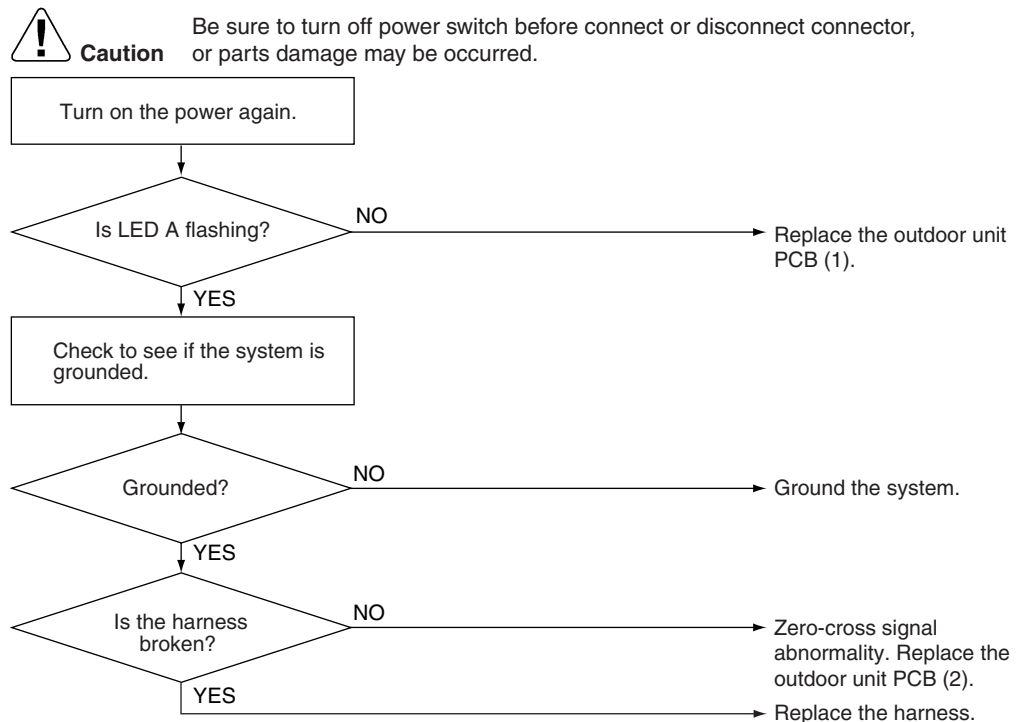 Be sure to turn off power switch before connect or disconnect connector,
! Caution or parts damage may be occurred.
Turn on the power again.
Is LED A flashing?
NO
Replace the outdoor unit
PCB (1).
YES
Check to see if the system is
grounded.
Grounded?
NO
Ground the system.
YES
Is the harness
broken?
NO
Zero-cross signal
abnormality. Replace the
outdoor unit PCB (2).
YES
Replace the harness.